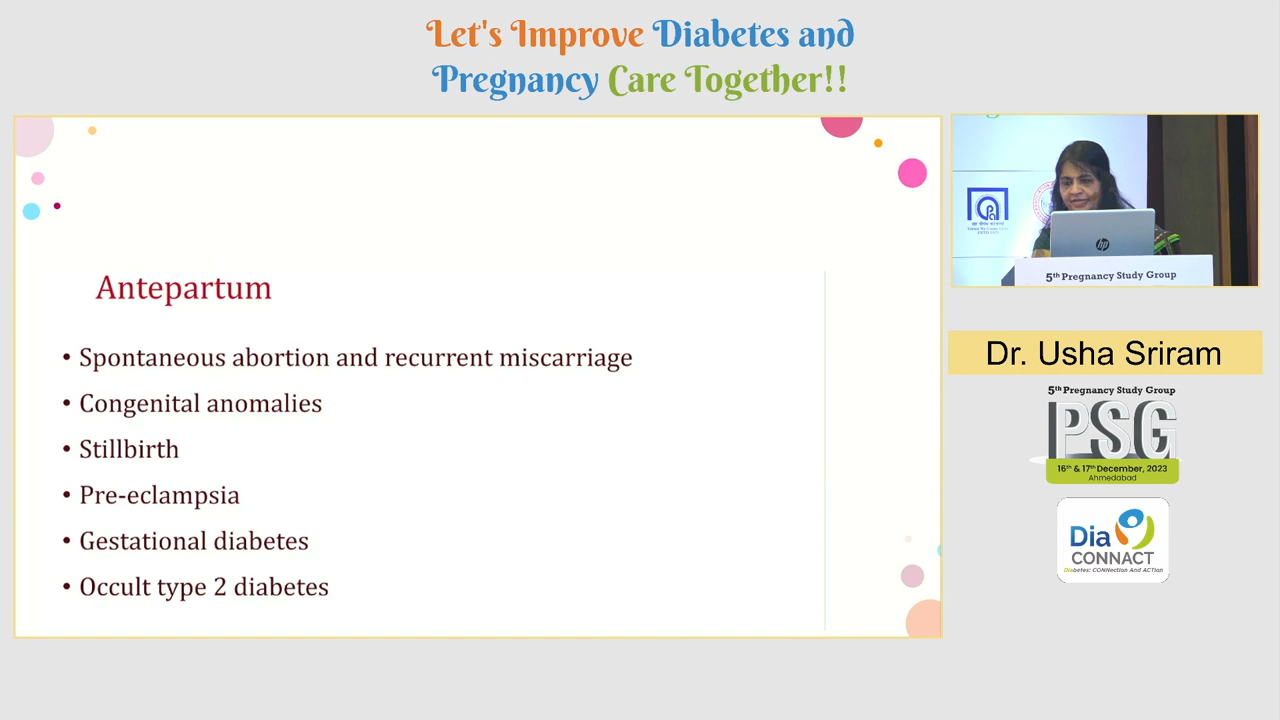 Let's Improve Diabetes and
Pregnancy Care Together!!
Antepartum
• Spontaneous abortion and recurrent miscarriage
• Congenital anomalies
• Stillbirth
• Pre-eclampsia
• Gestational diabetes
• Occult type 2 diabetes
hp
5th Pregnancy Study Group
Dr. Usha Sriram
5th Pregnancy Study Group
PSG
16th & 17th December, 2023
Ahmedabad
Dia
CONNACT
Diabetes: CONNection And ACTion